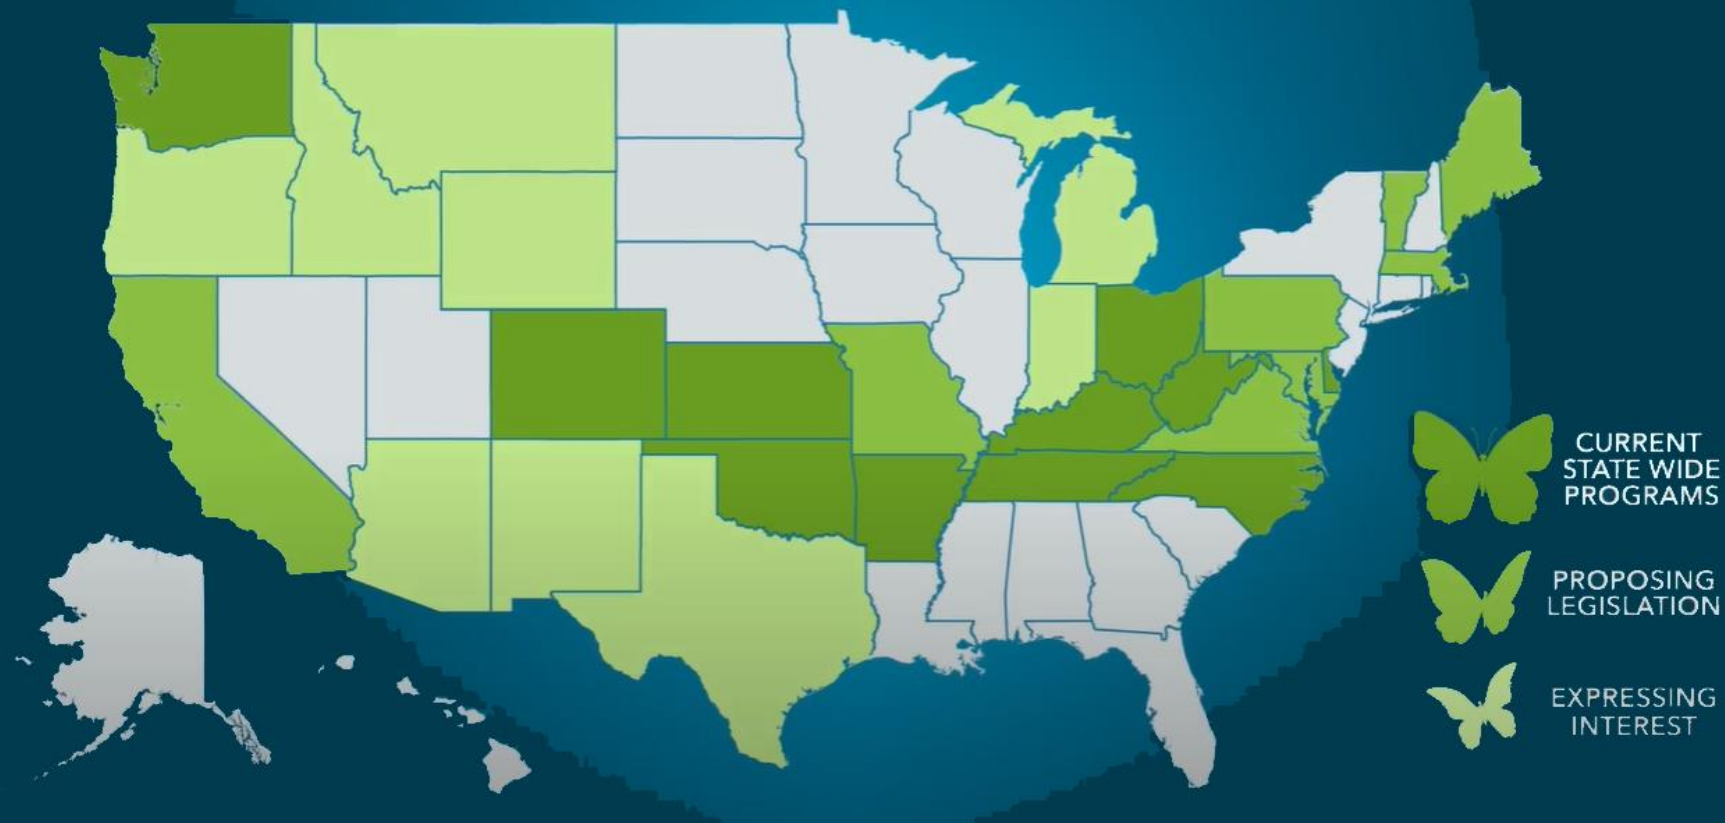 CURRENT
STATE WIDE
PROGRAMS
PROPOSING
LEGISLATION
EXPRESSING
INTEREST